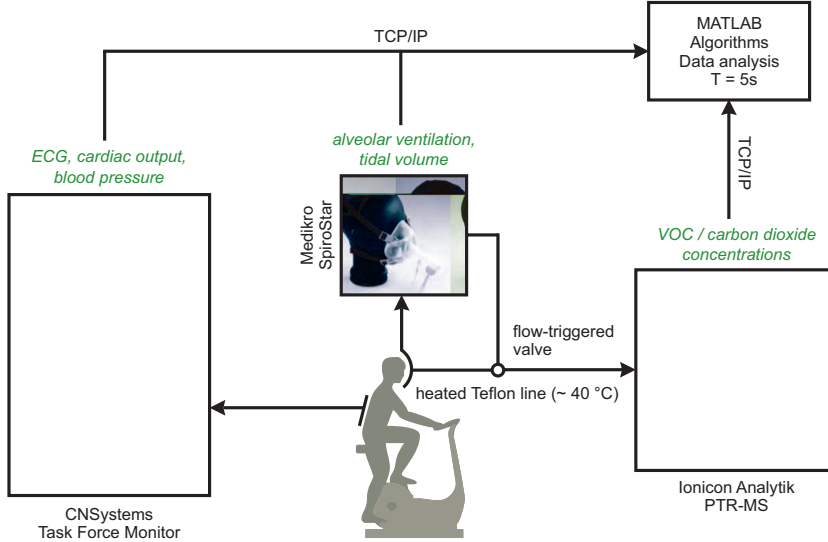 TCP/IP
MATLAB
Algorithms
Data analysis
T = 5s
ECG, cardiac output,
blood pressure
alveolar ventilation,
tidal volume
TCP/IP
Medikro
SpiroStar
VOC / carbon dioxide
concentrations
flow-triggered
valve
heated Teflon line (~ 40 °C)
CNSystems
Task Force Monitor
Ionicon Analytik
PTR-MS